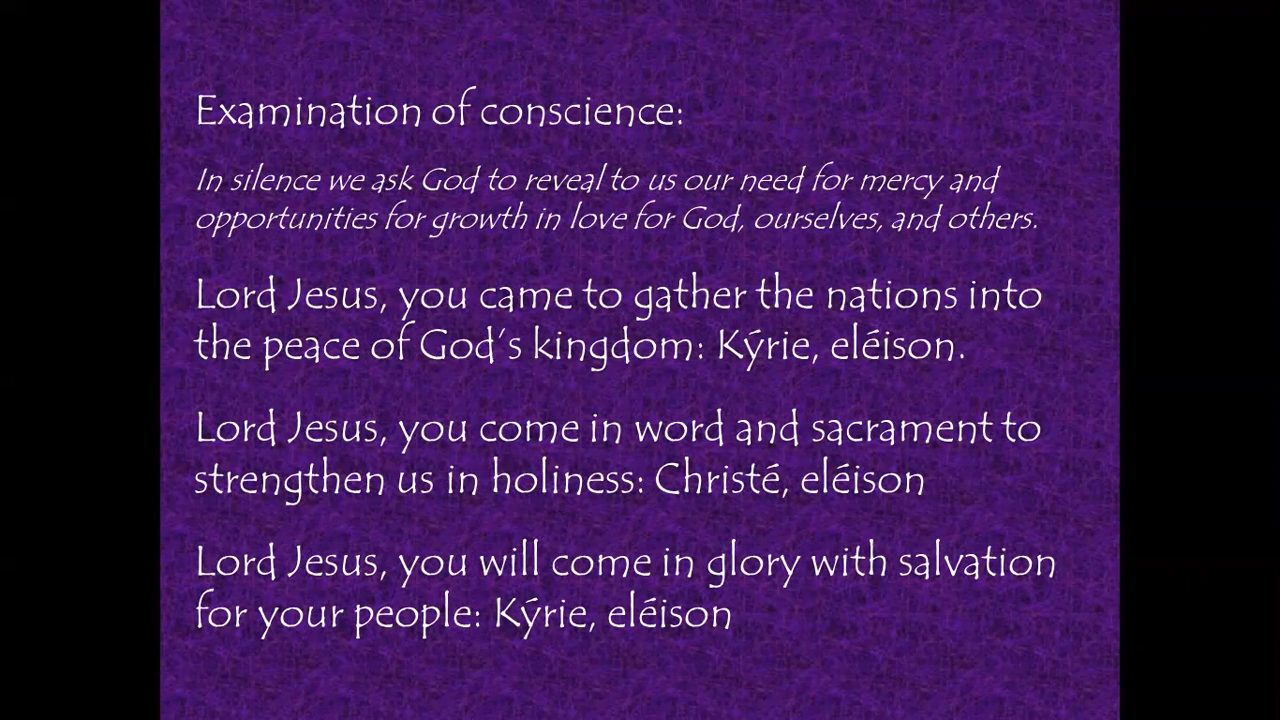 Examination of conscience:
In silence we ask God to reveal to us our need for mercy and
opportunities for growth in love for God, ourselves, and others.
Lord Jesus, you came to gather the nations into
the peace of God's kingdom: Kýrie, eléison.
Lord Jesus, you come in word and sacrament to
strengthen us in holiness: Christé, eléison
Lord Jesus, you will come in glory with salvation
for your people: Kýrie, eléison